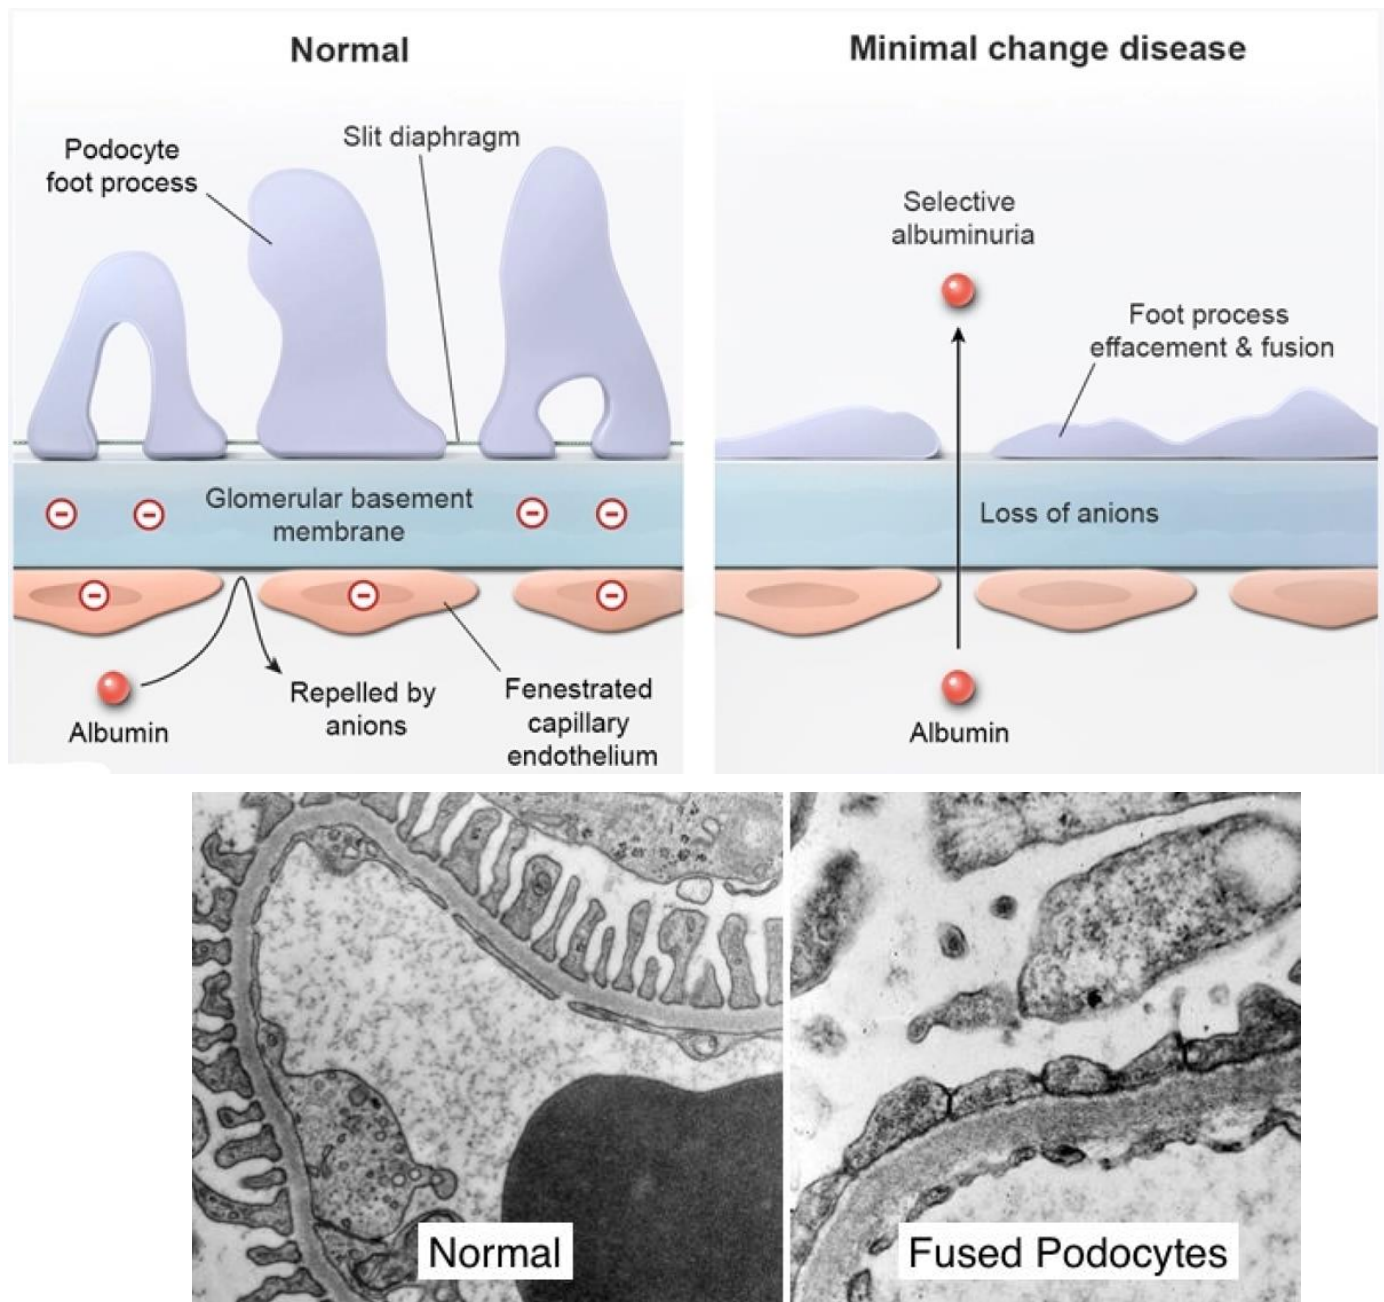 Normal
Podocyte
foot process
Slit diaphragm
Glomerular basement
membrane
Albumin
Repelled by
anions
Fenestrated
capillary
endothelium
Minimal change disease
Selective
albuminuria
Foot process
effacement & fusion
Loss of anions
Albumin
Normal
Fused Podocytes